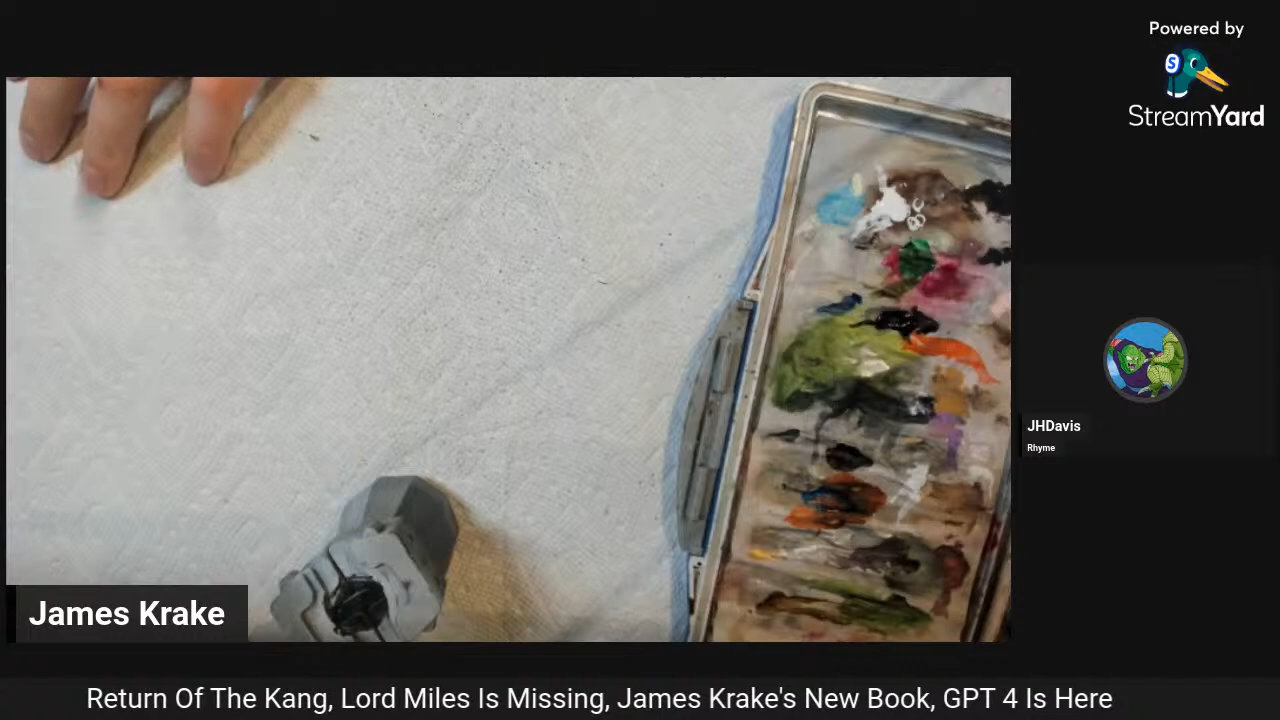 Powered by
S
StreamYard
JHDavis
Rhyme
James Krake
Return Of The Kang, Lord Miles Is Missing, James Krake's New Book, GPT 4 Is Here